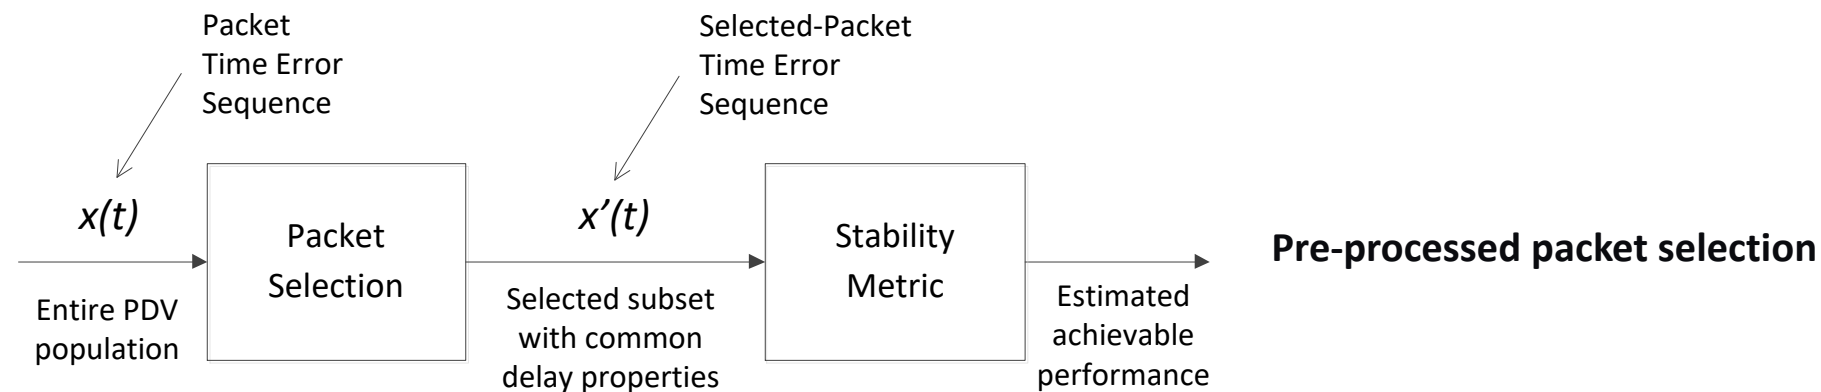 Packet
Time Error
Sequence
Selected-Packet
Time Error
Sequence
x(t)
x’(t)
Packet
Selection
Stability
Metric
Entire PDV
population
Selected subset
with common
delay properties
Estimated
achievable
performance
Pre-processed packet selection